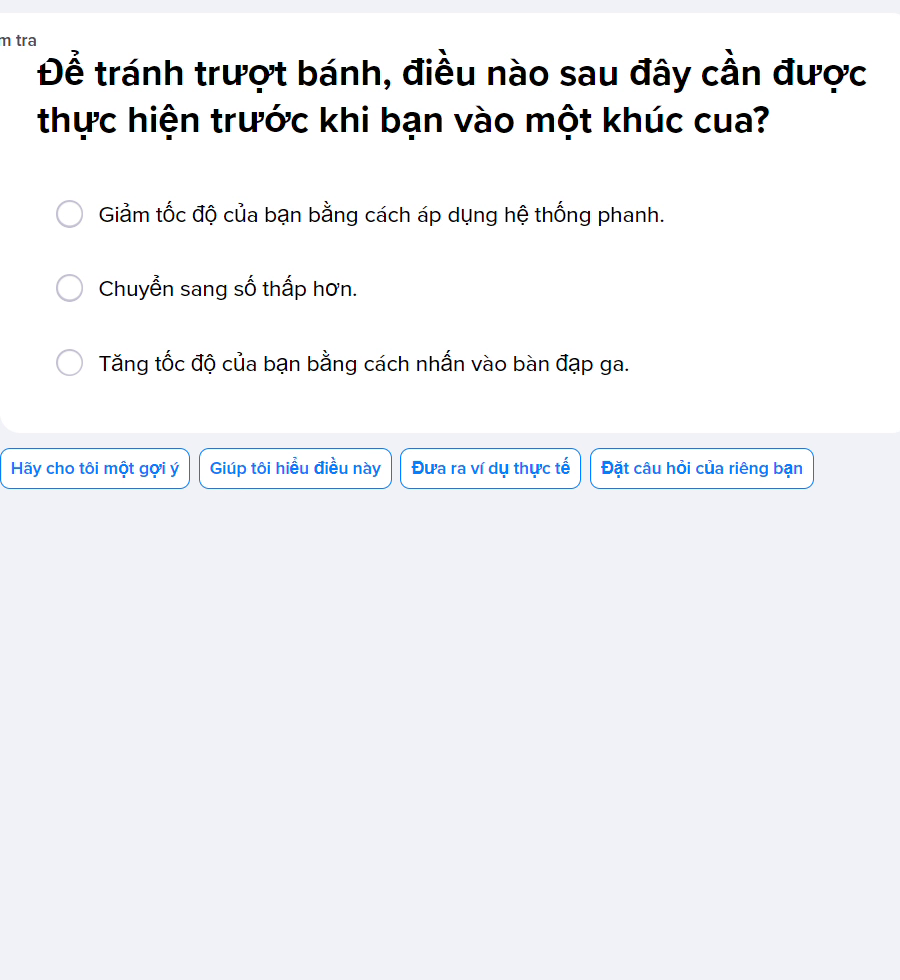 m tra
Để tránh trượt bánh, điều nào sau đây cần được
thực hiện trước khi bạn vào một khúc cua?
Giảm tốc độ của bạn bằng cách áp dụng hệ thống phanh.
Chuyển sang số thấp hơn.
Tăng tốc độ của bạn bằng cách nhấn vào bàn đạp ga.
Hãy cho tôi một gợi ý
Giúp tôi hiểu điều này
Đưa ra ví dụ thực tế
Đặt câu hỏi của riêng bạn